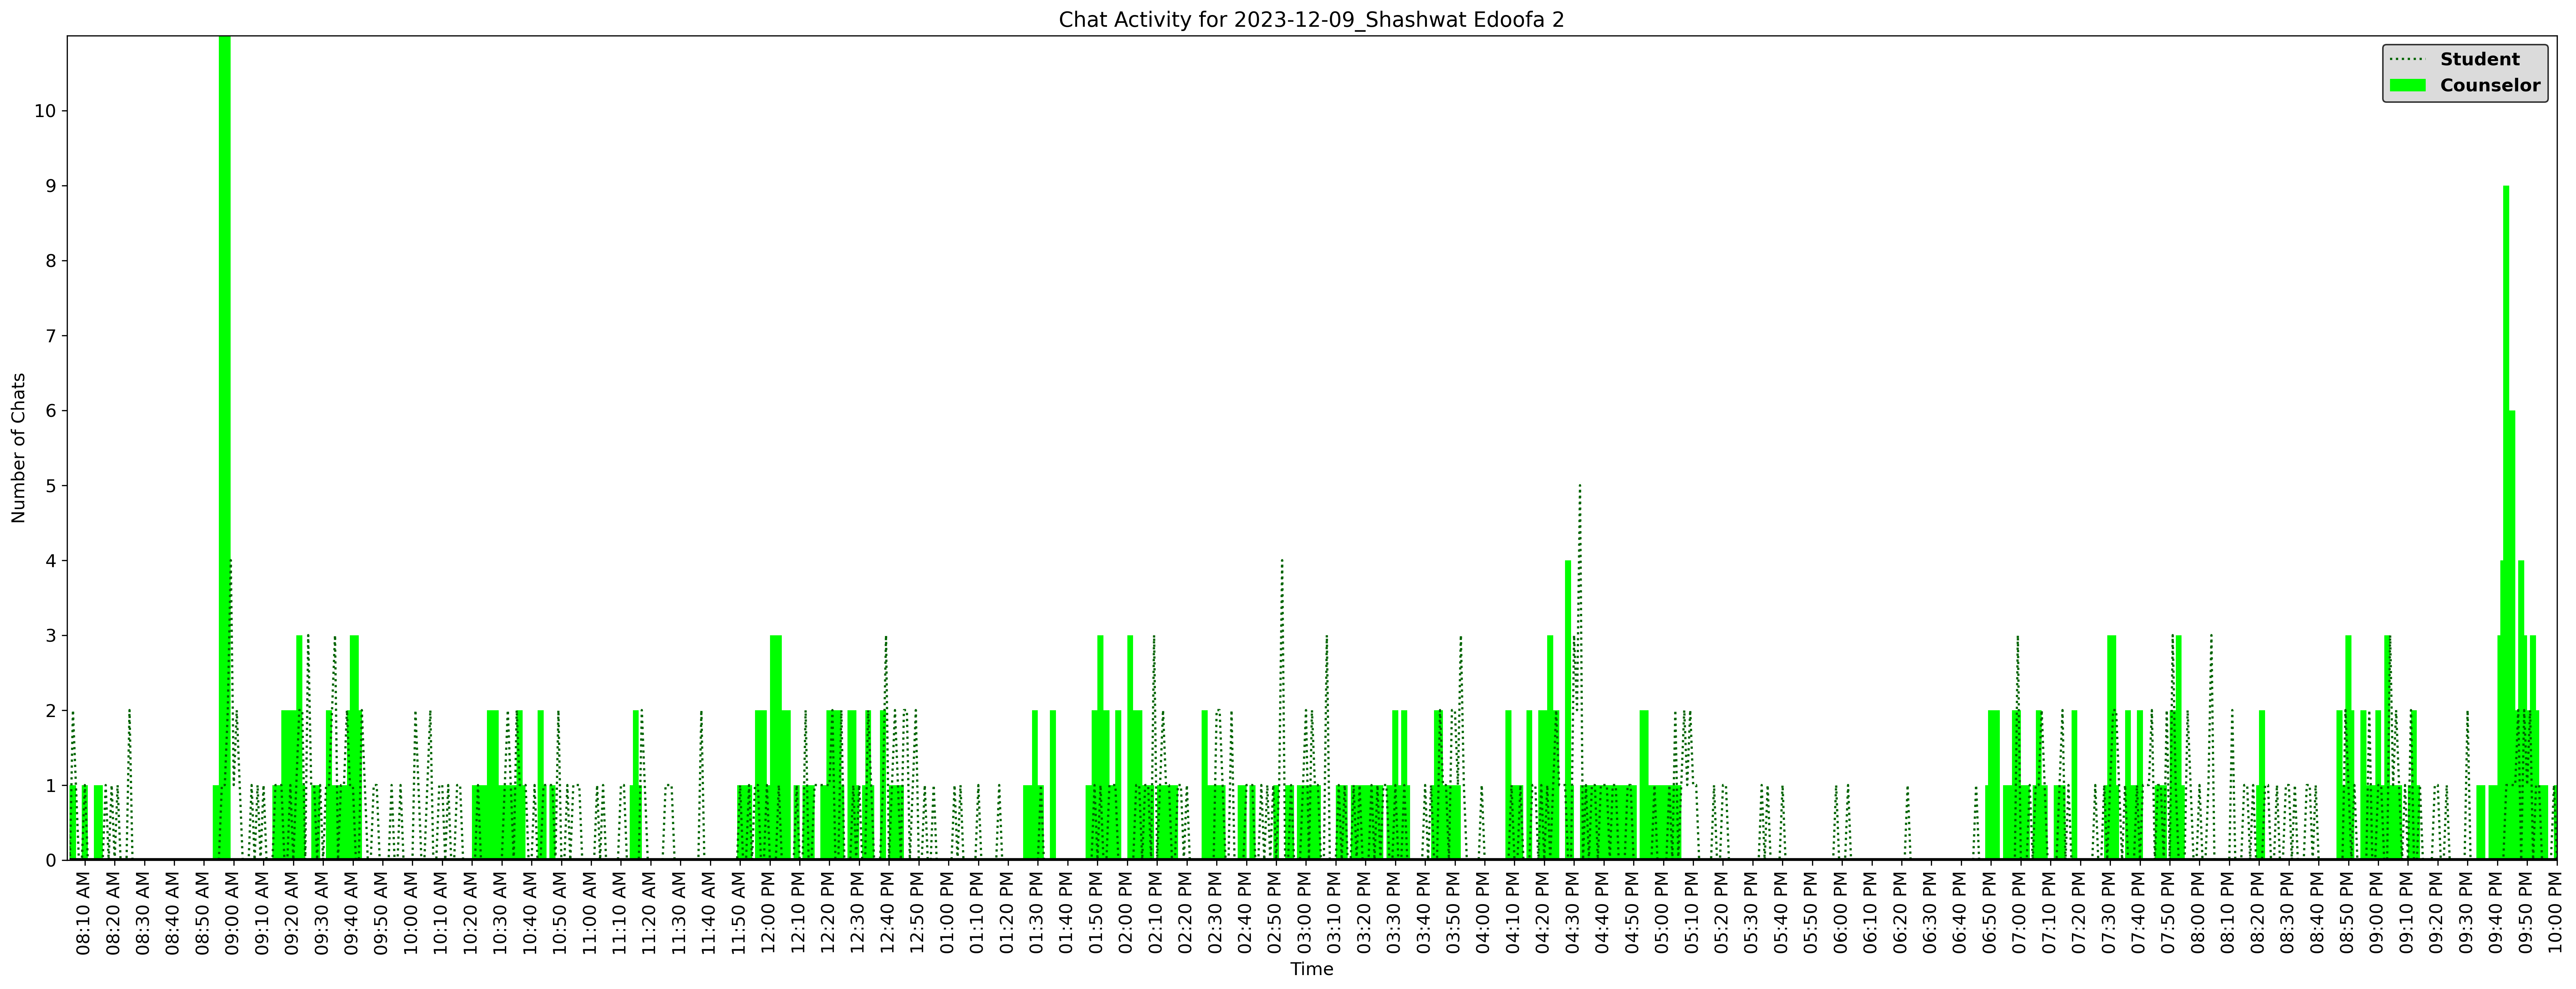 Chat Activity for 2023-12-09_Shashwat Edoofa 2
Student
Counselor
Number of Chats
10
9
8
7
6
5
4
3
2
1
0
08:10 AM
08:20 AM
08:30 AM
08:40 AM
08:50 AM
09:00 AM
09:10 AM
09:20 AM
09:30 AM
09:40 AM
09:50 AM
10:00 AM
10:10 AM
10:20 AM
10:30 AM
10:40 AM
10:50 AM
11:00 AM
11:10 AM
11:20 AM
11:30 AM
11:40 AM
11:50 AM
12:00 PM
12:10 PM
12:20 PM
12:30 PM
12:40 PM
12:50 PM
01:00 PM
01:10 PM
01:20 PM
01:30 PM
01:40 PM
01:50 PM
02:00 PM
02:10 PM
02:20 PM
02:30 PM
02:40 PM
02:50 PM
03:00 PM
03:10 PM
03:20 PM
03:30 PM
03:40 PM
03:50 PM
04:00 PM
04:10 PM
04:20 PM
04:30 PM
04:40 PM
04:50 PM
05:00 PM
05:10 PM
05:20 PM
05:30 PM
05:40 PM
05:50 PM
06:00 PM
06:10 PM
06:20 PM
06:30 PM
06:40 PM
06:50 PM
07:00 PM
07:10 PM
07:20 PM
07:30 PM
07:40 PM
07:50 PM
08:00 PM
08:10 PM
08:20 PM
08:30 PM
08:40 PM
08:50 PM
09:00 PM
09:10 PM
09:20 PM
09:30 PM
09:40 PM
09:50 PM
10:00 PM
Time